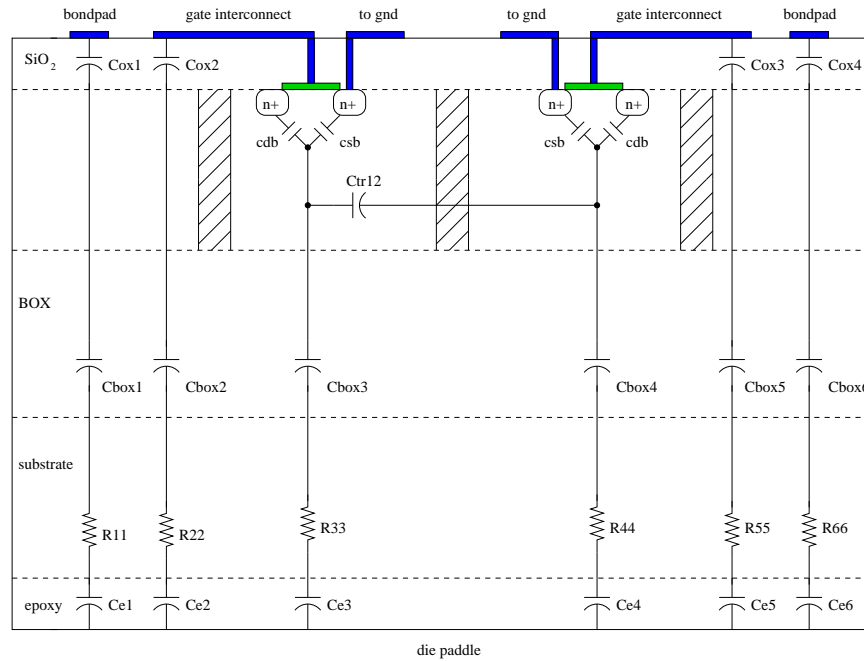 bondpad gate interconnect to gnd to gnd gate interconnect bondpad
SiO2 Cox1 Cox2 Cox3 Cox4
n+ n+ n+ n+
cdb csb csb cdb
Ctr12
BOX
Cbox1 Cbox2 Cbox3 Cbox4 Cbox5 Cbox6
substrate
R11 R22 R33 R44 R55 R66
epoxy Ce1 Ce2 Ce3 Ce4 Ce5 Ce6
die paddle